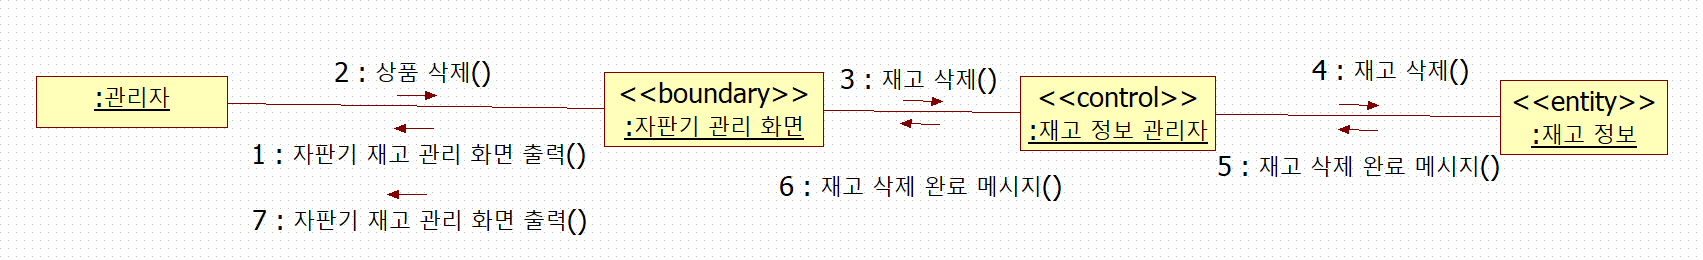 :관리자
2 : 상품 삭제()
1 : 자판기 재고 관리 화면 출력()
7 : 자판기 재고 관리 화면 출력()
<<boundary>>
:자판기 관리 화면
3 : 재고 삭제()
6 : 재고 삭제 완료 메시지()
<<control>>
:재고 정보 관리자
4 : 재고 삭제()
5 : 재고 삭제 완료 메시지()
<<entity>>
:재고 정보